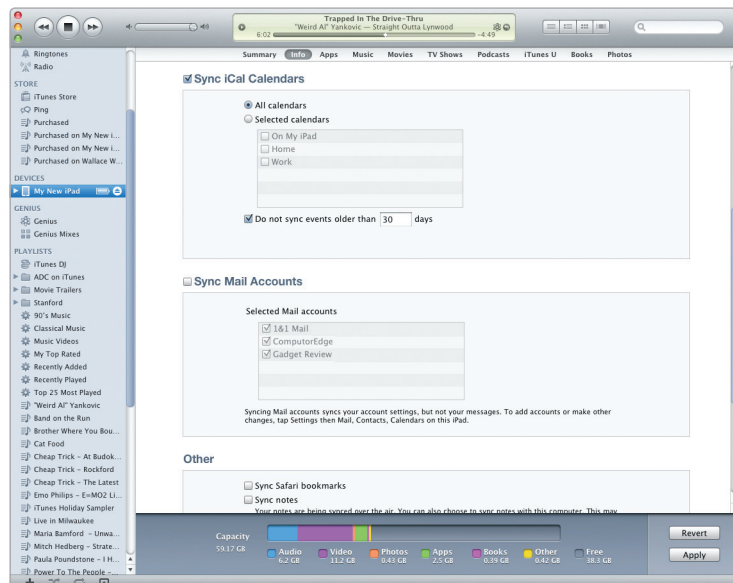 Trapped In The Drive-Thru
"Weird Al" Yankovic — Straight Outta Lynwood
6:02
-4:49
Ringtones
Radio
STORE
iTunes Store
Ping
Purchased
Purchased on My New i...
Purchased on My New i...
Purchased on Wallace W...
DEVICES
My New iPad
GENIUS
Genius
Genius Mixes
PLAYLISTS
iTunes DJ
ADC on iTunes
Movie Trailers
Stanford
90's Music
Classical Music
Music Videos
My Top Rated
Recently Added
Recently Played
Top 25 Most Played
"Weird Al" Yankovic
Band on the Run
Brother Where You Bou...
Cat Food
Cheap Trick – At Budok...
Cheap Trick – Rockford
Cheap Trick – The Latest
Emo Philips – E=MO2 Li...
iTunes Holiday Sampler
Live in Milwaukee
Maria Bamford – Unwa...
Mitch Hedberg – Strate...
Paula Poundstone – I H...
Power To The People –...
Summary Info Apps Music Movies TV Shows Podcasts iTunes U Books Photos
Sync iCal Calendars
All calendars
Selected calendars
On My iPad
Home
Work
Do not sync events older than 30 days
Sync Mail Accounts
Selected Mail accounts
1&1 Mail
ComputorEdge
Gadget Review
Syncing Mail accounts syncs your account settings, but not your messages. To add accounts or make other
changes, tap Settings then Mail, Contacts, Calendars on this iPad.
Other
Sync Safari bookmarks
Sync notes
Your notes are being synced over the air. You can also choose to sync notes with this computer. This may
Capacity
59.17 GB
Audio
6.2 GB
Video
11.2 GB
Photos
0.43 GB
Apps
2.5 GB
Books
0.39 GB
Other
0.42 GB
Free
38.3 GB
Revert
Apply